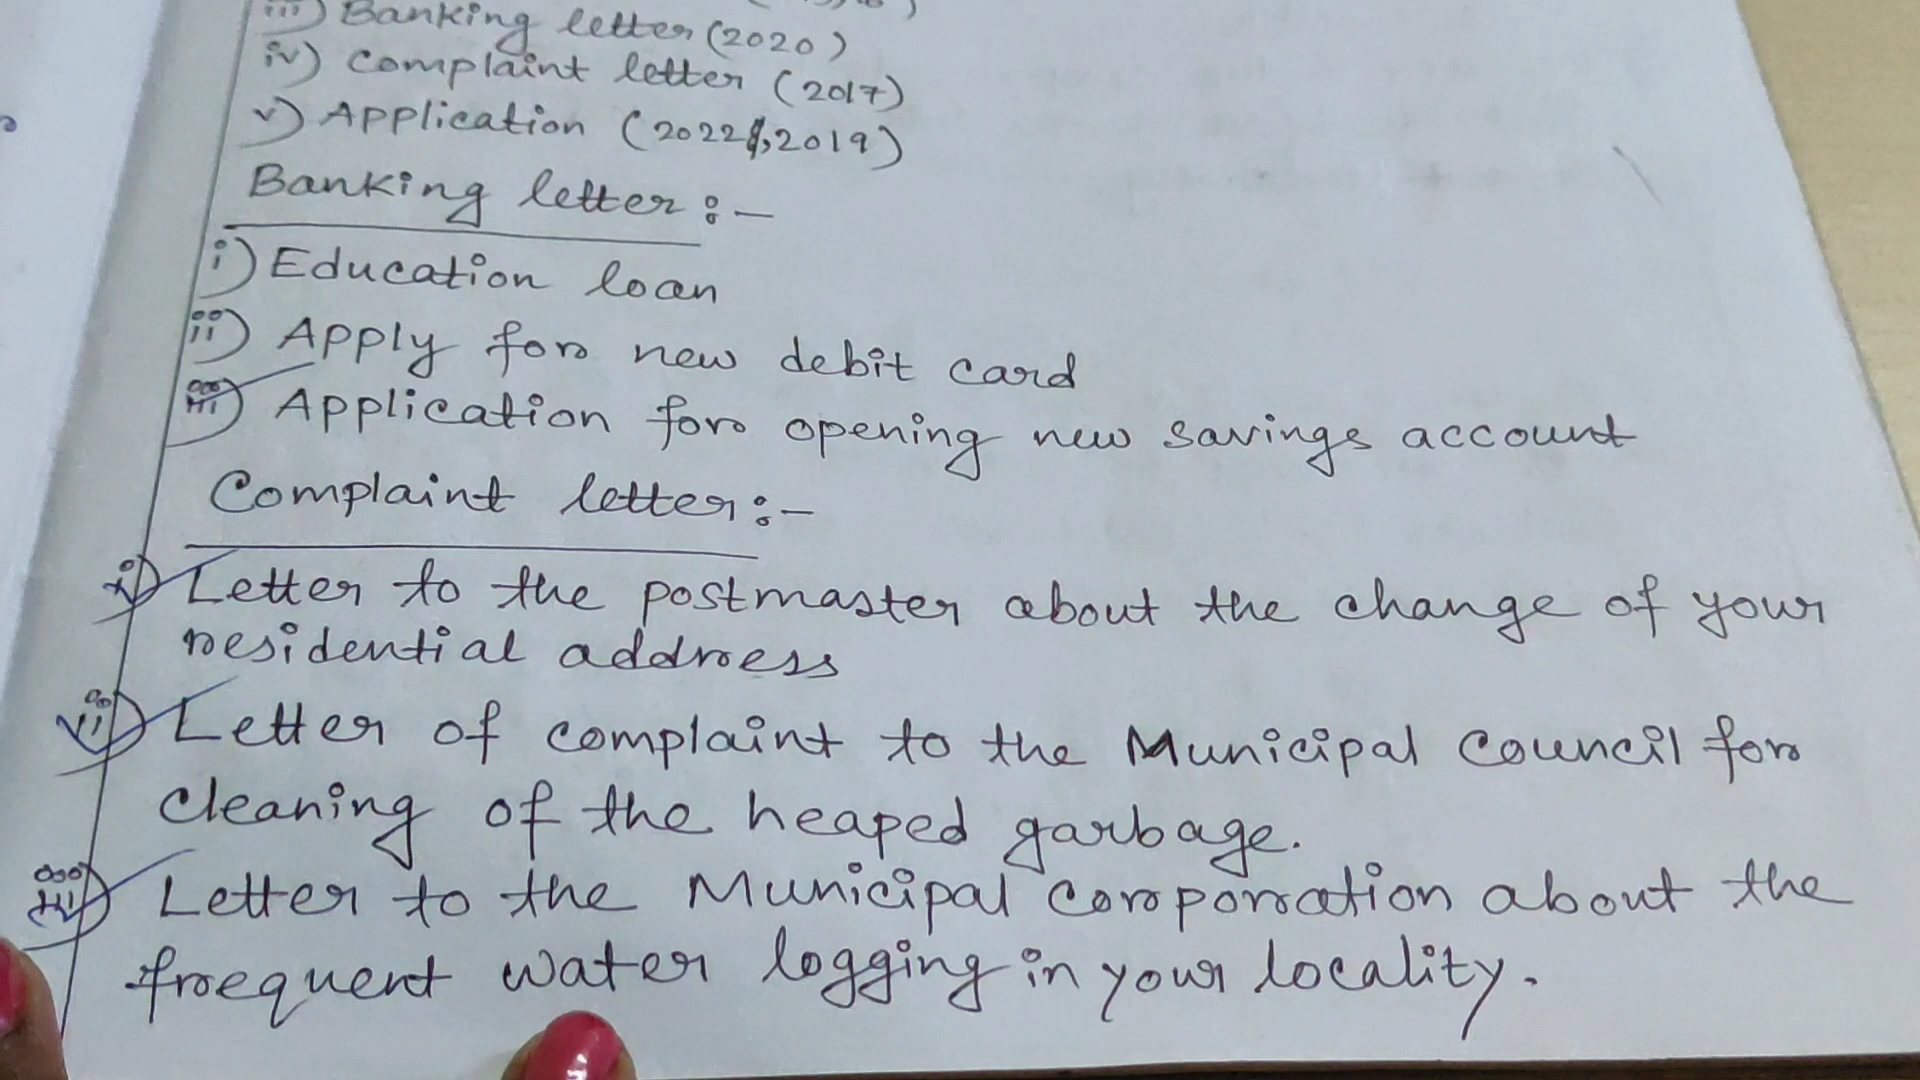 iii) Banking letter (2020)
iv) Complaint letter (2017)
v) Application (2022, 2019)
Banking letter :-
i) Education loan
ii) Apply for new debit card
iii) Application for opening new savings account
Complaint letter :-
i) Letter to the postmaster about the change of your
residential address
ii) Letter of complaint to the Municipal Council for
cleaning of the heaped garbage.
iii) Letter to the Municipal Corporation about the
frequent water logging in your locality.